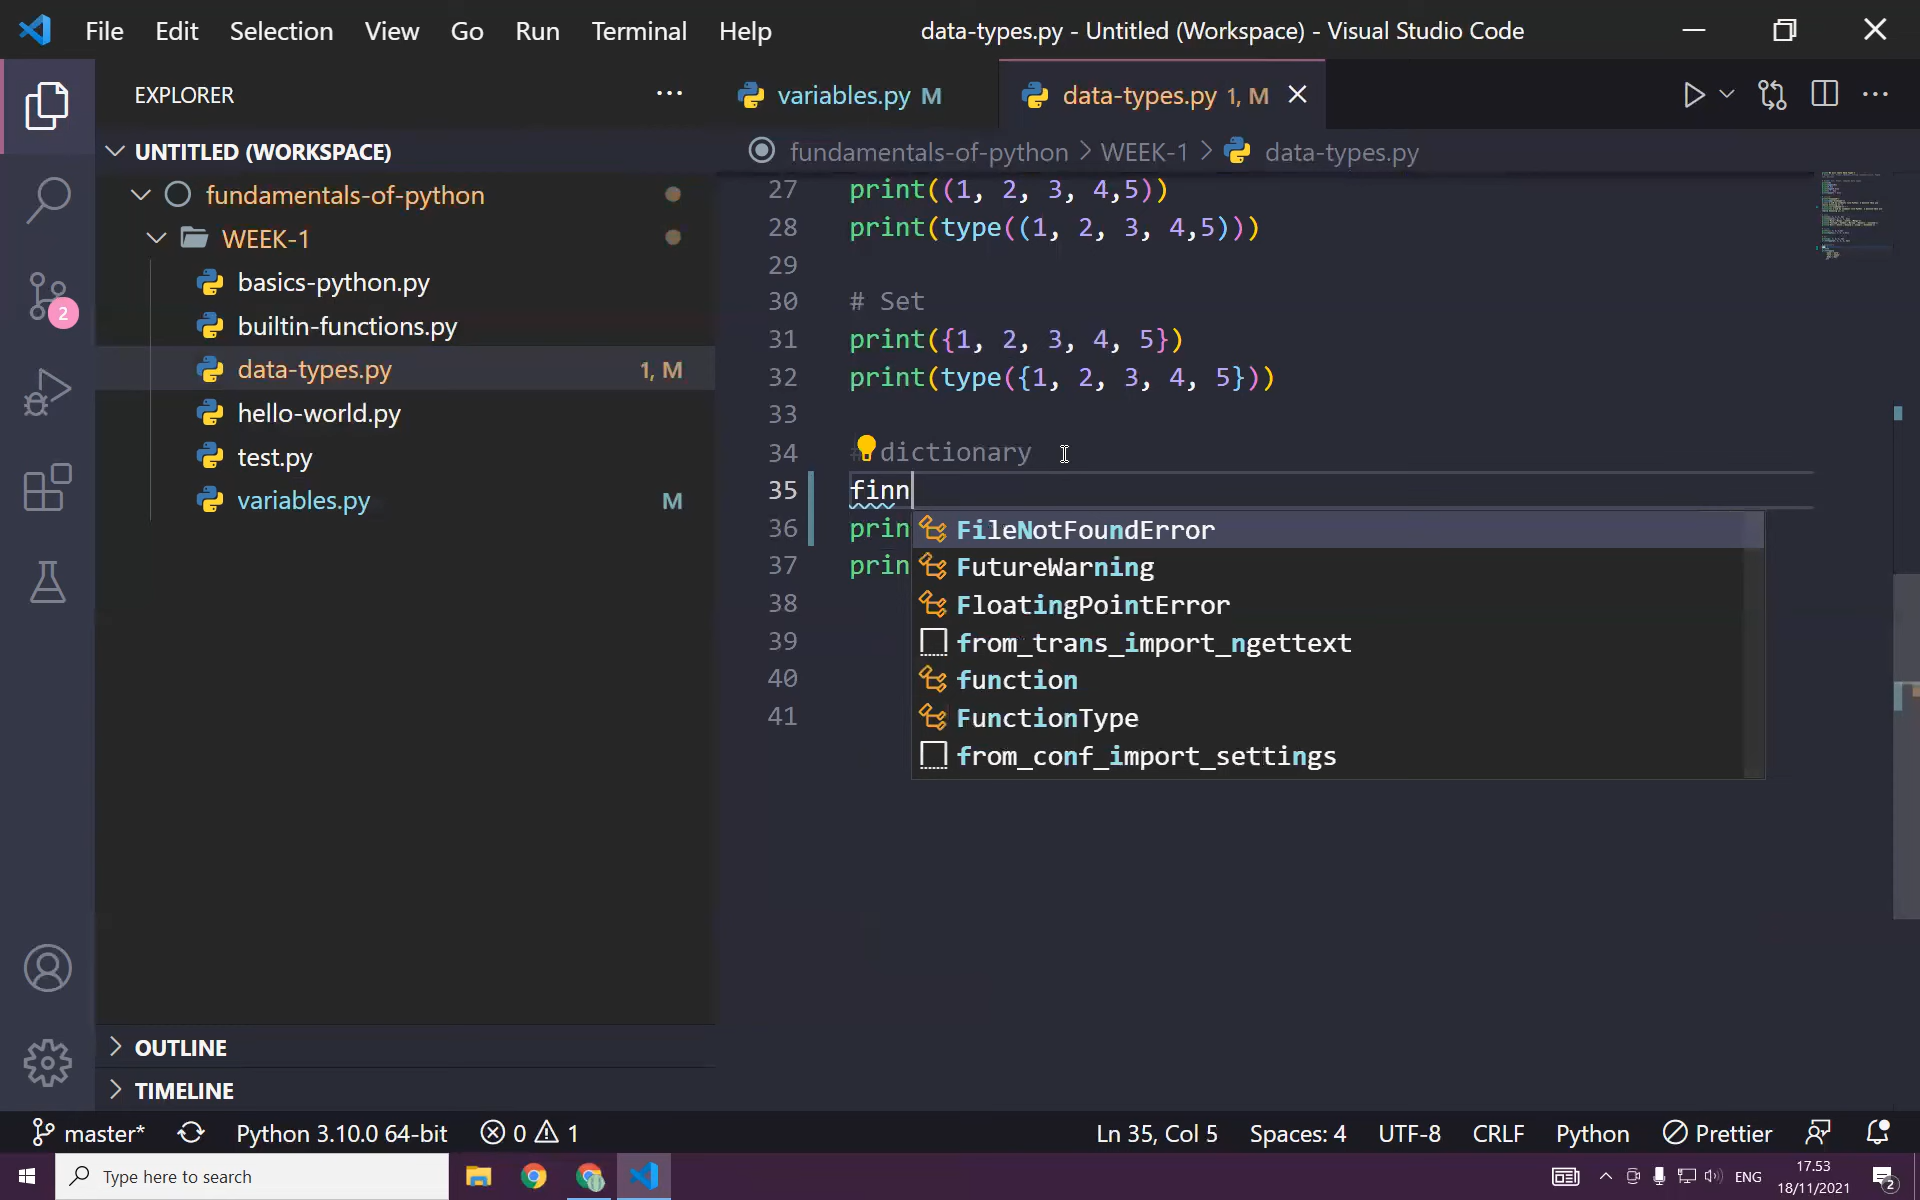 File Edit Selection View Go Run Terminal Help data-types.py - Untitled (Workspace) - Visual Studio Code
EXPLORER
variables.py M
data-types.py 1, M
UNTITLED (WORKSPACE)
fundamentals-of-python
WEEK-1
basics-python.py
builtin-functions.py
data-types.py 1, M
hello-world.py
test.py
variables.py M
2
OUTLINE
TIMELINE
fundamentals-of-python > WEEK-1 > data-types.py
27 print((1, 2, 3, 4,5))
28 print(type((1, 2, 3, 4,5)))
29
30 # Set
31 print({1, 2, 3, 4, 5})
32 print(type({1, 2, 3, 4, 5}))
33
34 # dictionary
35 finn
36 prin
37 prin
38
39
40
41
FileNotFoundError
FutureWarning
FloatingPointError
from_trans_import_ngettext
function
FunctionType
from_conf_import_settings
master* Python 3.10.0 64-bit 0 1 Ln 35, Col 5 Spaces: 4 UTF-8 CRLF Python Prettier
Type here to search
ENG
17.53
18/11/2021
2